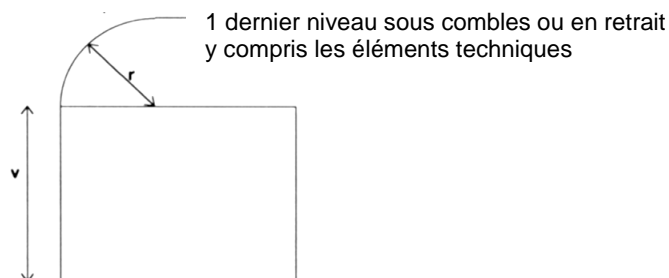 1 dernier niveau sous combles ou en retrait
y compris les éléments techniques
r
v